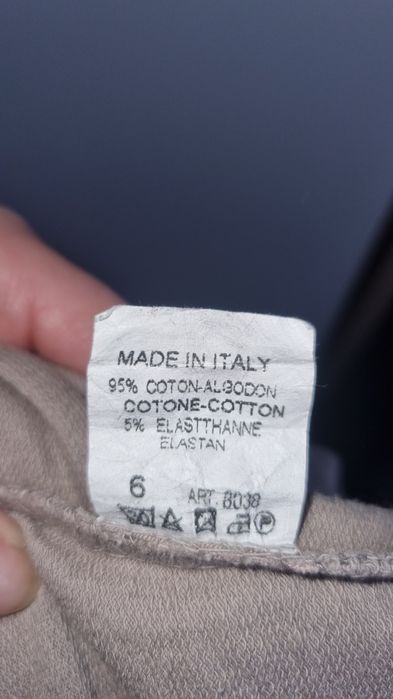 MADE IN ITALY
95% COTON-ALGODON
COTONE-COTTON
5% ELASTTHANNE
ELASTAN
6 ART. 8038
P